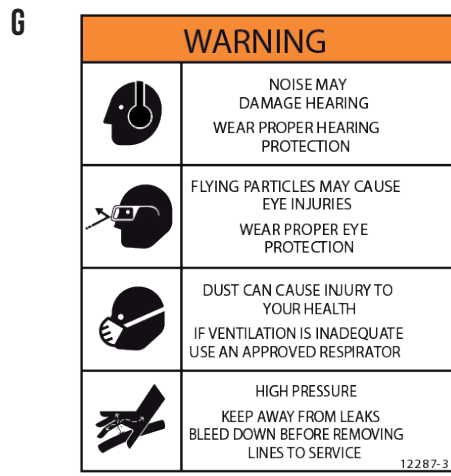 G
WARNING
NOISE MAY
DAMAGE HEARING
WEAR PROPER HEARING
PROTECTION
FLYING PARTICLES MAY CAUSE
EYE INJURIES
WEAR PROPER EYE
PROTECTION
DUST CAN CAUSE INJURY TO
YOUR HEALTH
IF VENTILATION IS INADEQUATE
USE AN APPROVED RESPIRATOR
HIGH PRESSURE
KEEP AWAY FROM LEAKS
BLEED DOWN BEFORE REMOVING
LINES TO SERVICE
12287-3